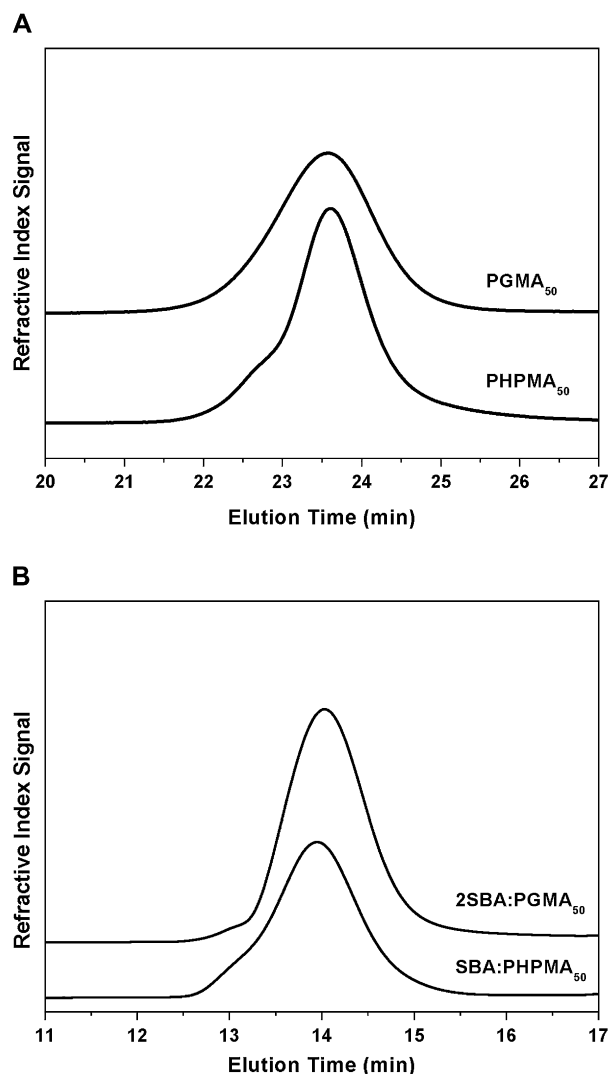 A
Refractive Index Signal
PGMA50
PHPMA50
20 21 22 23 24 25 26 27
Elution Time (min)
B
Refractive Index Signal
2SBA:PGMA50
SBA:PHPMA50
11 12 13 14 15 16 17
Elution Time (min)